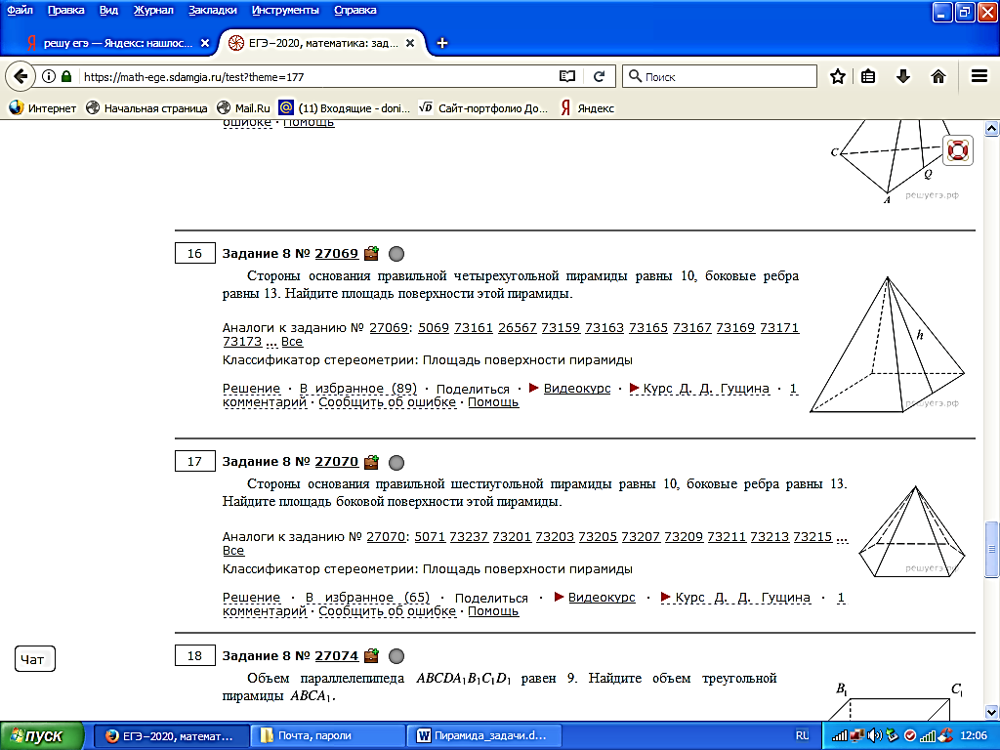 Файл Правка Вид Журнал Закладки Инструменты Справка
решу егэ — Яндекс: нашлос... × ЕГЭ−2020, математика: зад... × +
https://math-ege.sdamgia.ru/test?theme=177 Поиск
Интернет Начальная страница Mail.Ru (11) Входящие - doni... √D Сайт-портфолио До... Я Яндекс
ошибке · Помощь
C
Q
A
решуегэ.рф
16 Задание 8 № 27069
Стороны основания правильной четырехугольной пирамиды равны 10, боковые ребра
равны 13. Найдите площадь поверхности этой пирамиды.
h
Аналоги к заданию № 27069: 5069 73161 26567 73159 73163 73165 73167 73169 73171
73173 ... Все
Классификатор стереометрии: Площадь поверхности пирамиды
Решение · В избранное (89) · Поделиться · Видеокурс · Курс Д. Д. Гущина · 1
комментарий · Сообщить об ошибке · Помощь
решуегэ.рф
17 Задание 8 № 27070
Стороны основания правильной шестиугольной пирамиды равны 10, боковые ребра равны 13.
Найдите площадь боковой поверхности этой пирамиды.
Аналоги к заданию № 27070: 5071 73237 73201 73203 73205 73207 73209 73211 73213 73215 ...
Все
Классификатор стереометрии: Площадь поверхности пирамиды
решуегэ.рф
Решение · В избранное (65) · Поделиться · Видеокурс · Курс Д. Д. Гущина · 1
комментарий · Сообщить об ошибке · Помощь
18 Задание 8 № 27074
Чат
Объем параллелепипеда ABCDA₁B₁C₁D₁ равен 9. Найдите объем треугольной
пирамиды ABCA₁.
B₁ C₁
пуск ЕГЭ−2020, математ... Почта, пароли Пирамида_задачи.d... RU 12:06